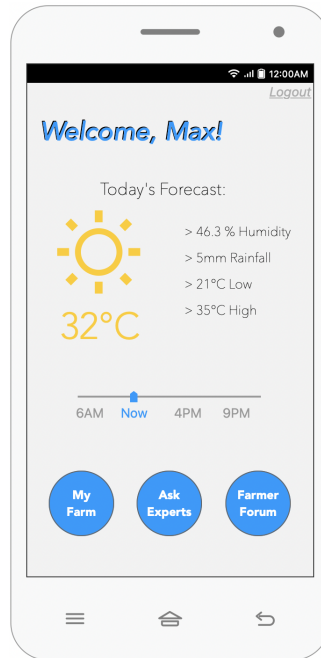 12:00AM
Logout
Welcome, Max!
Today's Forecast:
> 46.3 % Humidity
> 5mm Rainfall
> 21°C Low
> 35°C High
32°C
6AM Now 4PM 9PM
My Farm
Ask Experts
Farmer Forum